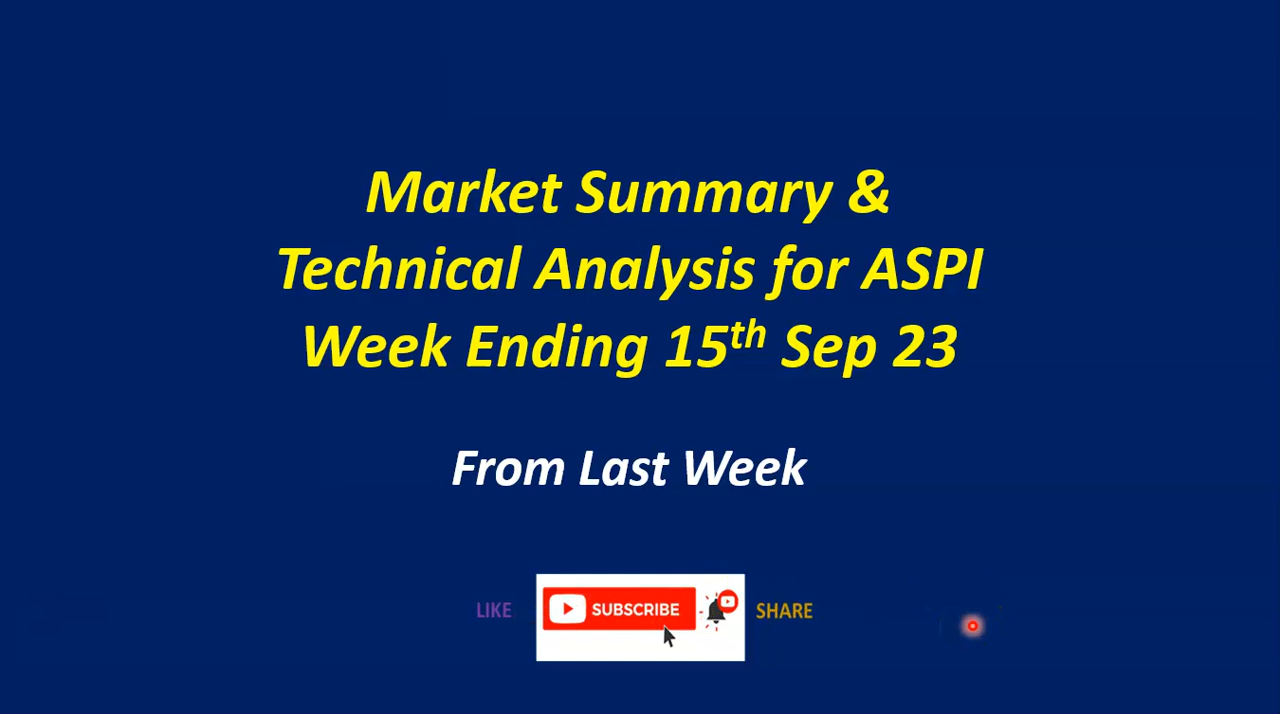 Market Summary &
Technical Analysis for ASPI
Week Ending 15th Sep 23
From Last Week
LIKE SUBSCRIBE SHARE